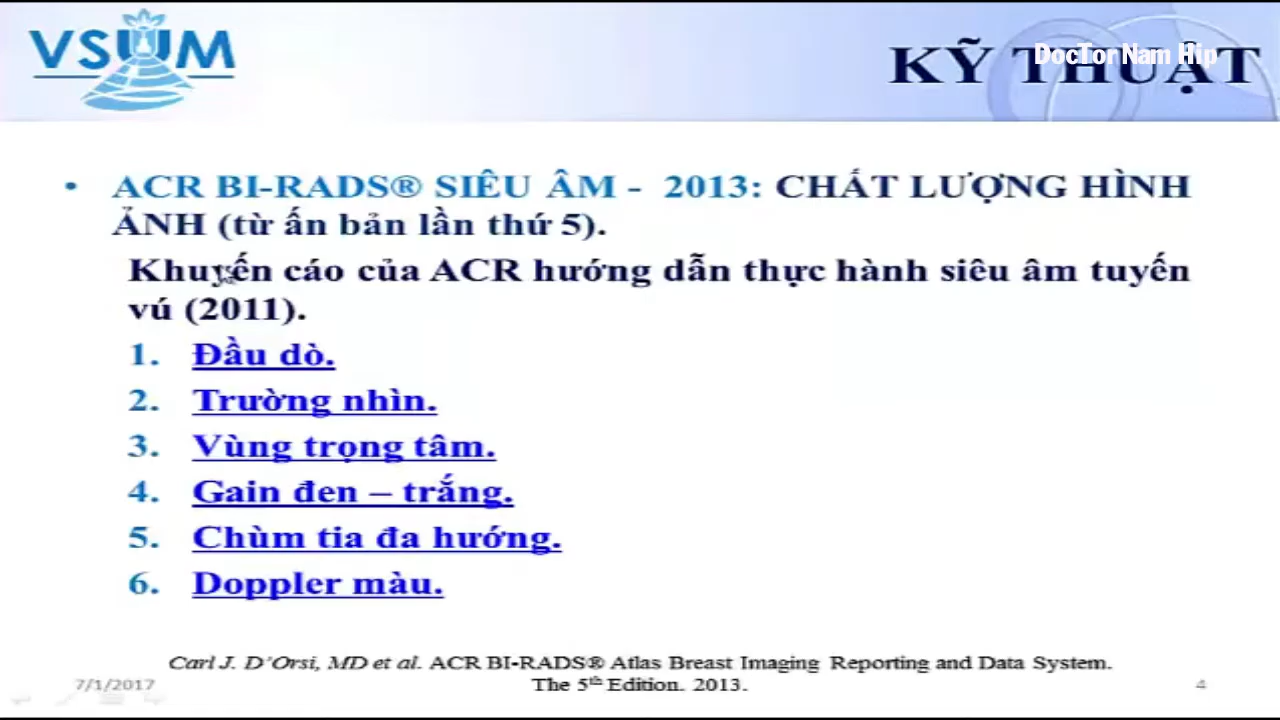 VSUM
KỸ THUẬT
DocTor Nam Hip
• ACR BI-RADS® SIÊU ÂM - 2013: CHẤT LƯỢNG HÌNH
ẢNH (từ ấn bản lần thứ 5).
Khuyến cáo của ACR hướng dẫn thực hành siêu âm tuyến
vú (2011).
1. Đầu dò.
2. Trường nhìn.
3. Vùng trọng tâm.
4. Gain đen – trắng.
5. Chùm tia đa hướng.
6. Doppler màu.
Carl J. D'Orsi, MD et al. ACR BI-RADS® Atlas Breast Imaging Reporting and Data System.
The 5th Edition. 2013.
7/1/2017
4